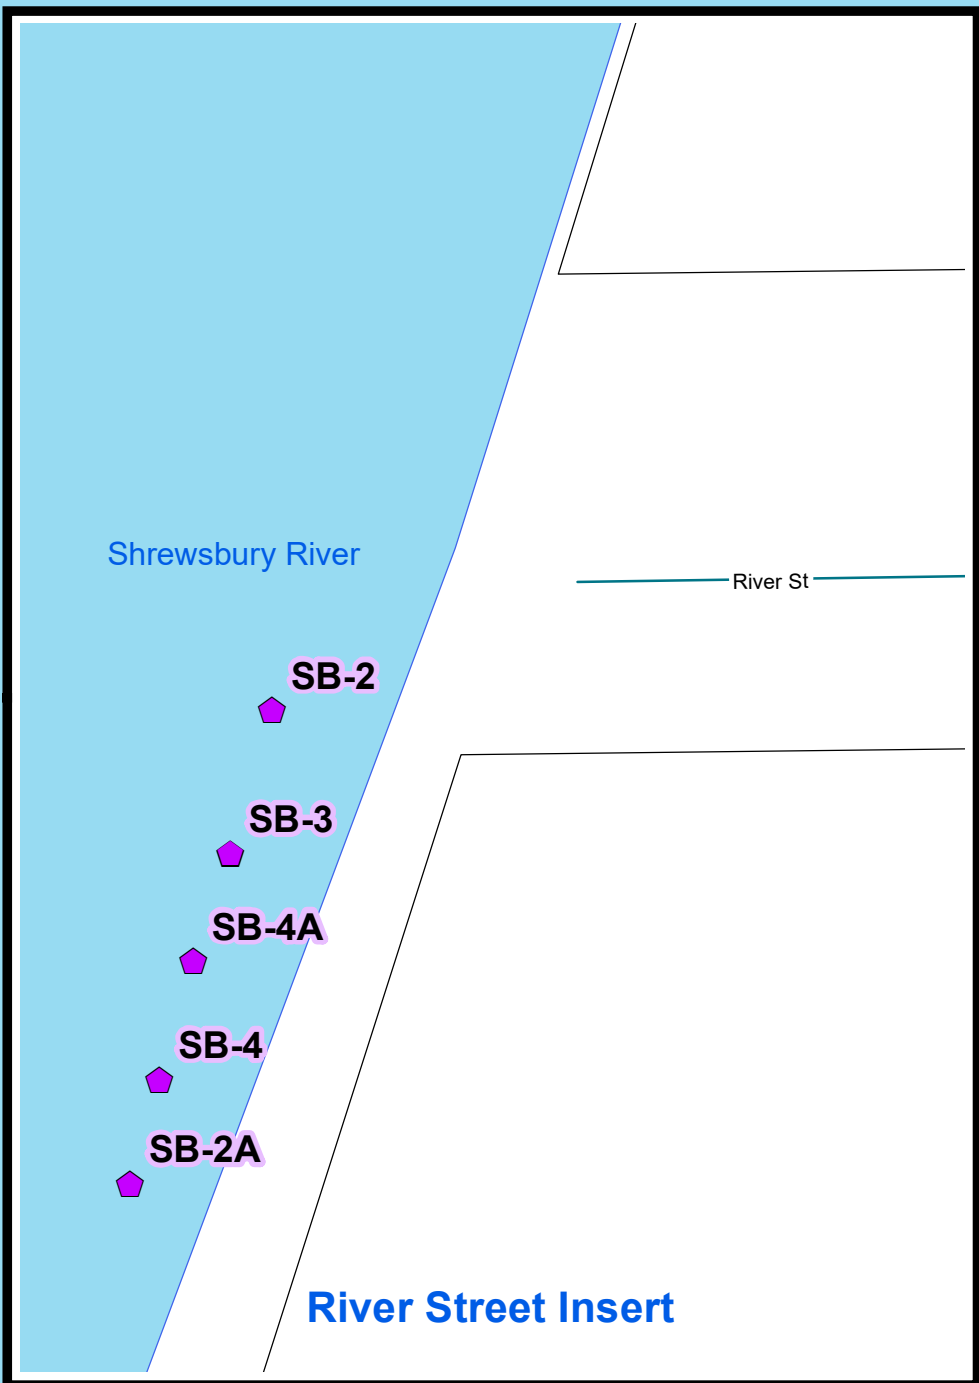 Shrewsbury River
River St
SB-2
SB-3
SB-4A
SB-4
SB-2A
River Street Insert